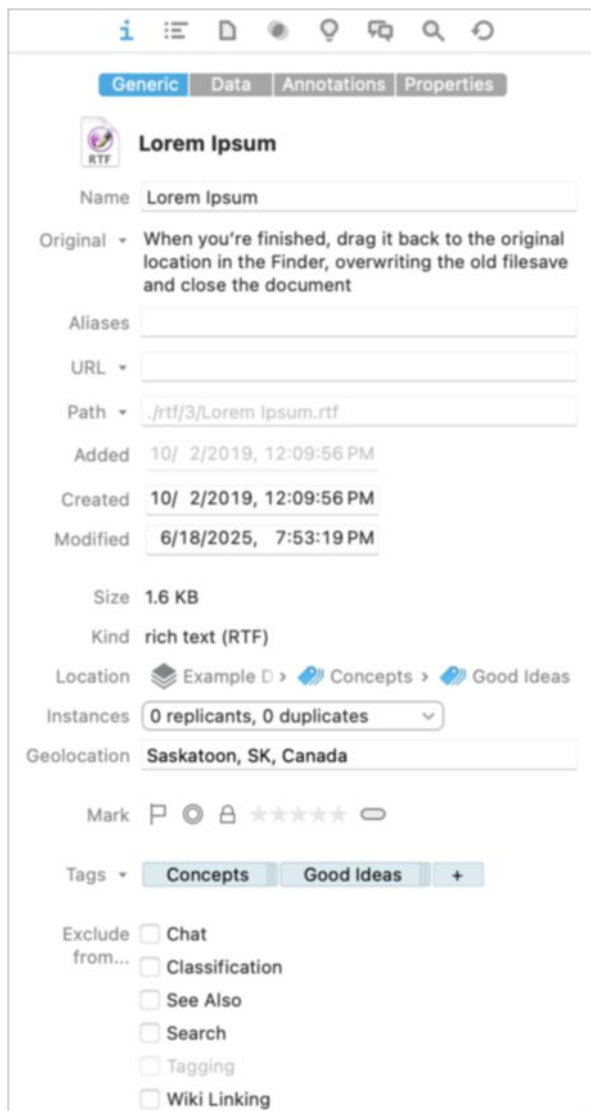 Generic Data Annotations Properties
RTF
Lorem Ipsum
Name Lorem Ipsum
Original When you're finished, drag it back to the original
location in the Finder, overwriting the old filesave
and close the document
Aliases
URL
Path ./rtf/3/Lorem Ipsum.rtf
Added 10/ 2/2019, 12:09:56 PM
Created 10/ 2/2019, 12:09:56 PM
Modified 6/18/2025, 7:53:19 PM
Size 1.6 KB
Kind rich text (RTF)
Location Example D › Concepts › Good Ideas
Instances 0 replicants, 0 duplicates
Geolocation Saskatoon, SK, Canada
Mark
Tags Concepts Good Ideas +
Exclude Chat
from...
Classification
See Also
Search
Tagging
Wiki Linking